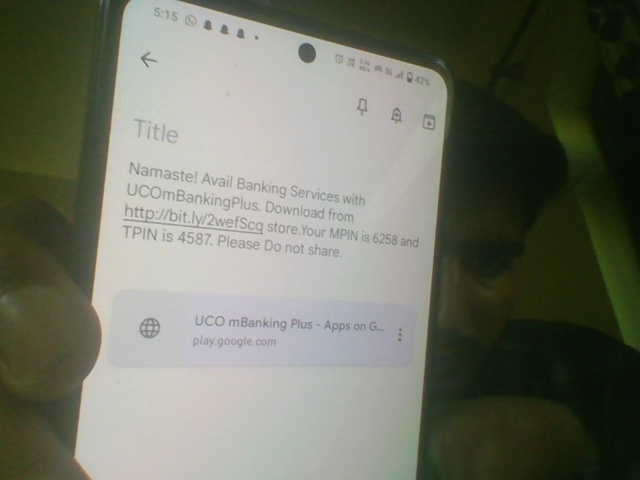 5:15
5G 42%
Title
Namaste! Avail Banking Services with
UCOmBankingPlus. Download from
http://bit.ly/2wefScq store.Your MPIN is 6258 and
TPIN is 4587. Please Do not share.
UCO mBanking Plus - Apps on G...
play.google.com